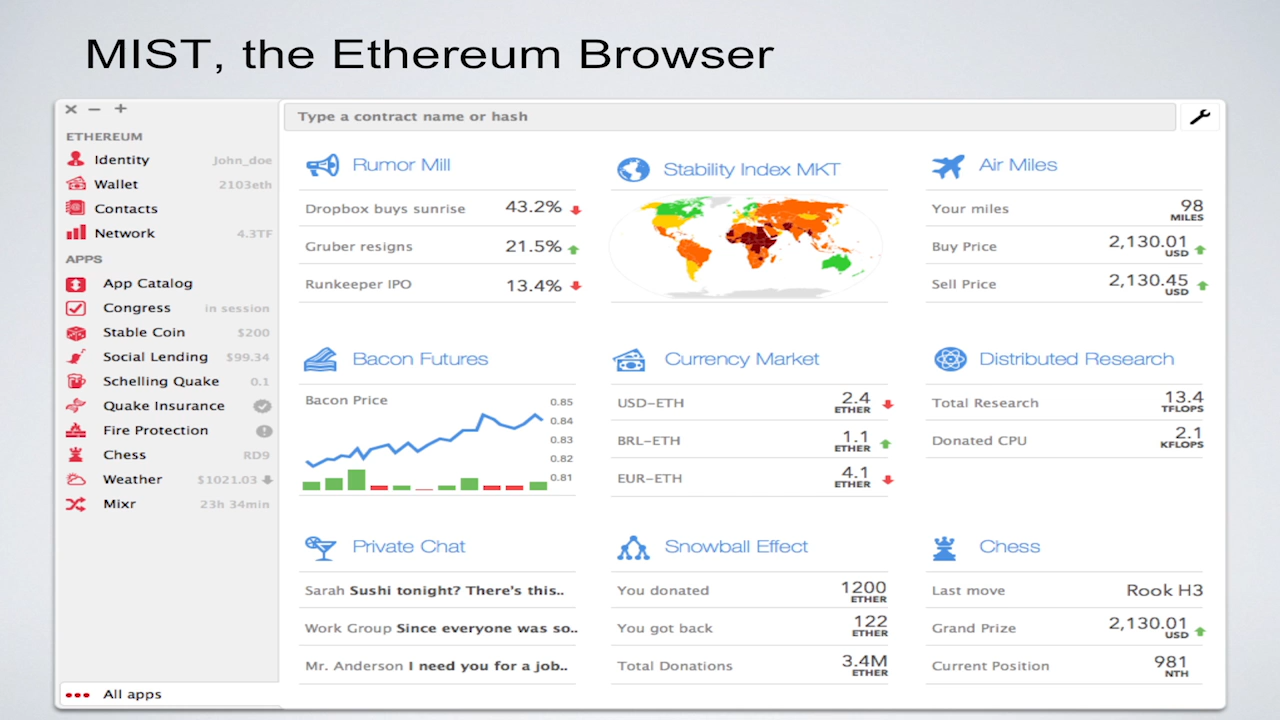 MIST, the Ethereum Browser
Type a contract name or hash
ETHEREUM
Identity John_doe
Wallet 2103eth
Contacts
Network 4.3TF
APPS
App Catalog
Congress in session
Stable Coin $200
Social Lending $99.34
Schelling Quake 0.1
Quake Insurance
Fire Protection
Chess RD9
Weather $1021.03
Mixr 23h 34min
All apps
Rumor Mill
Dropbox buys sunrise 43.2%
Gruber resigns 21.5%
Runkeeper IPO 13.4%
Stability Index MKT
Air Miles
Your miles 98 MILES
Buy Price 2,130.01 USD
Sell Price 2,130.45 USD
Bacon Futures
Bacon Price
0.85
0.84
0.83
0.82
0.81
Currency Market
USD-ETH 2.4 ETHER
BRL-ETH 1.1 ETHER
EUR-ETH 4.1 ETHER
Distributed Research
Total Research 13.4 TFLOPS
Donated CPU 2.1 KFLOPS
Private Chat
Sarah Sushi tonight? There's this..
Work Group Since everyone was so..
Mr. Anderson I need you for a job..
Snowball Effect
You donated 1200 ETHER
You got back 122 ETHER
Total Donations 3.4M ETHER
Chess
Last move Rook H3
Grand Prize 2,130.01 USD
Current Position 981 NTH